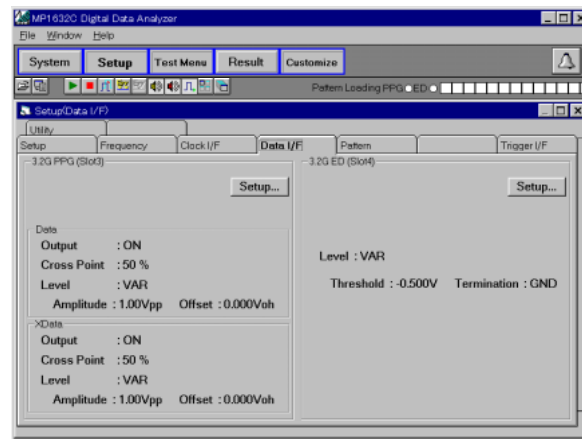 MP1632C Digital Data Analyzer
File Window Help
System Setup Test Menu Result Customize
Pattern Loading PPG ED
Setup(Data I/F)
Utility
Setup Frequency Clock I/F Data I/F Pattern Trigger I/F
3.2G PPG (Slot3)
Setup...
Data
Output : ON
Cross Point : 50 %
Level : VAR
Amplitude : 1.00Vpp Offset : 0.000Voh
XData
Output : ON
Cross Point : 50 %
Level : VAR
Amplitude : 1.00Vpp Offset : 0.000Voh
3.2G ED (Slot4)
Setup...
Level : VAR
Threshold : -0.500V Termination : GND